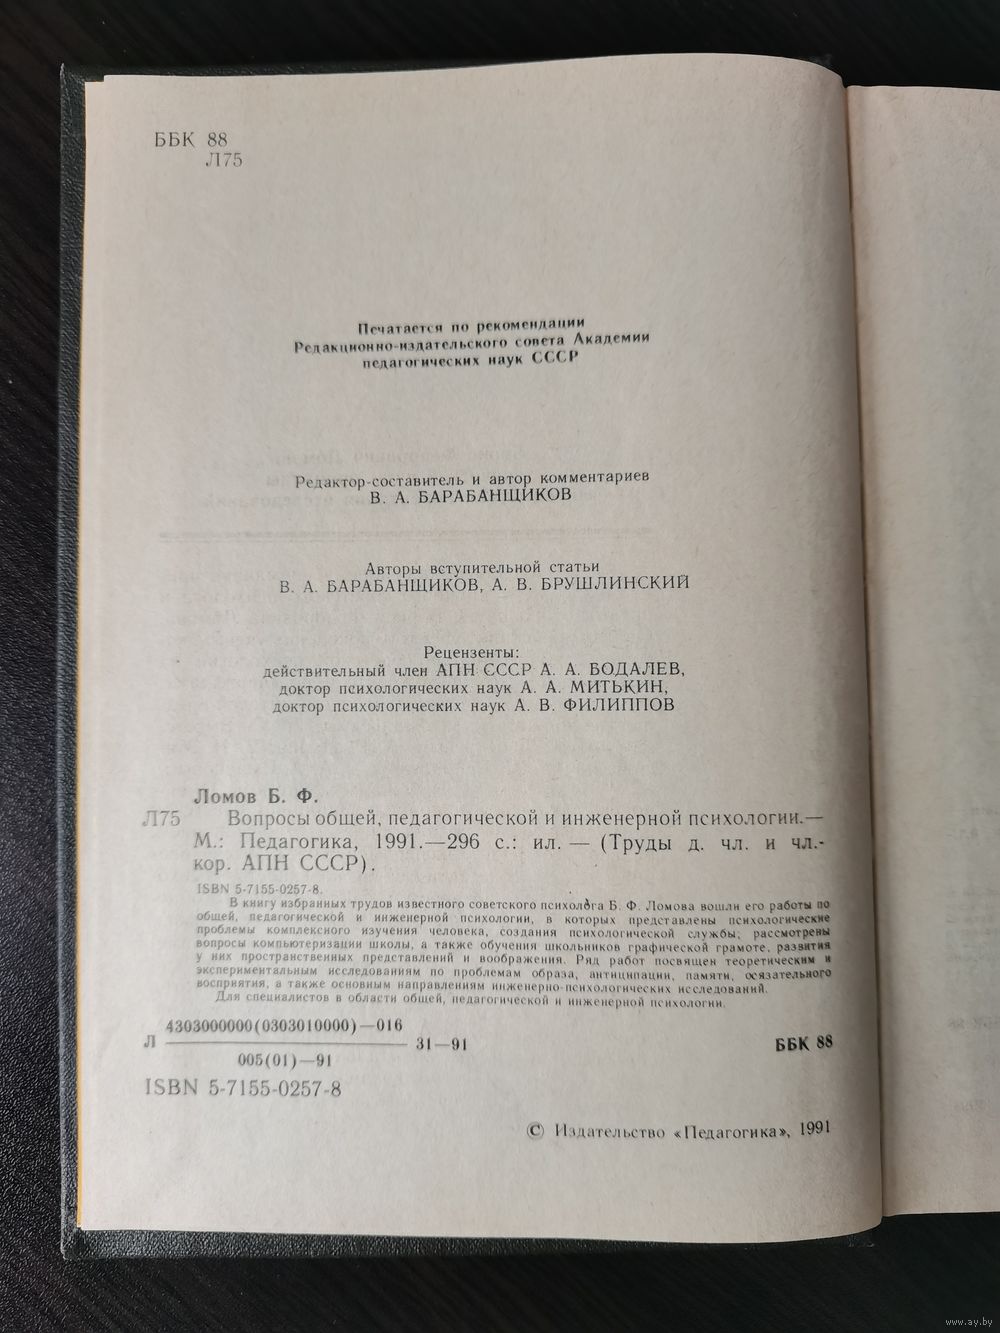 ББК 88
Л75
Печатается по рекомендации
Редакционно-издательского совета Академии
педагогических наук СССР
Редактор-составитель и автор комментариев
В. А. БАРАБАНЩИКОВ
Авторы вступительной статьи
В. А. БАРАБАНЩИКОВ, А. В. БРУШЛИНСКИЙ
Рецензенты:
действительный член АПН СССР А. А. БОДАЛЕВ,
доктор психологических наук А. А. МИТЬКИН,
доктор психологических наук А. В. ФИЛИППОВ
Ломов Б. Ф.
Л75 Вопросы общей, педагогической и инженерной психологии.—
М.: Педагогика, 1991.—296 с.: ил. — (Труды д. чл. и чл.-
кор. АПН СССР).
ISBN 5-7155-0257-8.
В книгу избранных трудов известного советского психолога Б. Ф. Ломова вошли его работы по
общей, педагогической и инженерной психологии, в которых представлены психологические
проблемы комплексного изучения человека, создания психологической службы; рассмотрены
вопросы компьютеризации школы, а также обучения школьников графической грамоте, развития
у них пространственных представлений и воображения. Ряд работ посвящен теоретическим и
экспериментальным исследованиям по проблемам образа, антиципации, памяти, осязательного
восприятия, а также основным направлениям инженерно-психологических исследований.
Для специалистов в области общей, педагогической и инженерной психологии.
4303000000(0303010000)—016
Л 31—91
005(01)—91
ББК 88
ISBN 5-7155-0257-8
© Издательство «Педагогика», 1991
www.ay.by